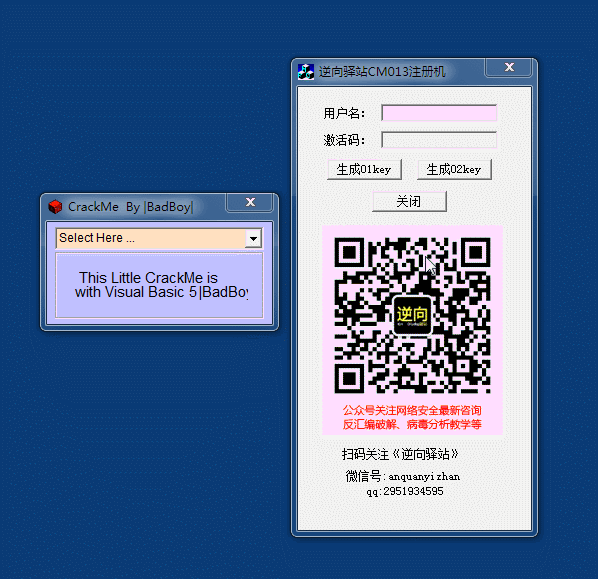 CrackMe By |BadBoy|
X
Select Here ...
This Little CrackMe is
with Visual Basic 5|BadBoy
逆向驿站CM013注册机
X
用户名:
激活码:
生成01key
生成02key
关闭
逆向
公众号关注网络安全最新咨询
反汇编破解、病毒分析教学等
扫码关注《逆向驿站》
微信号:anquanyizhan
qq:2951934595